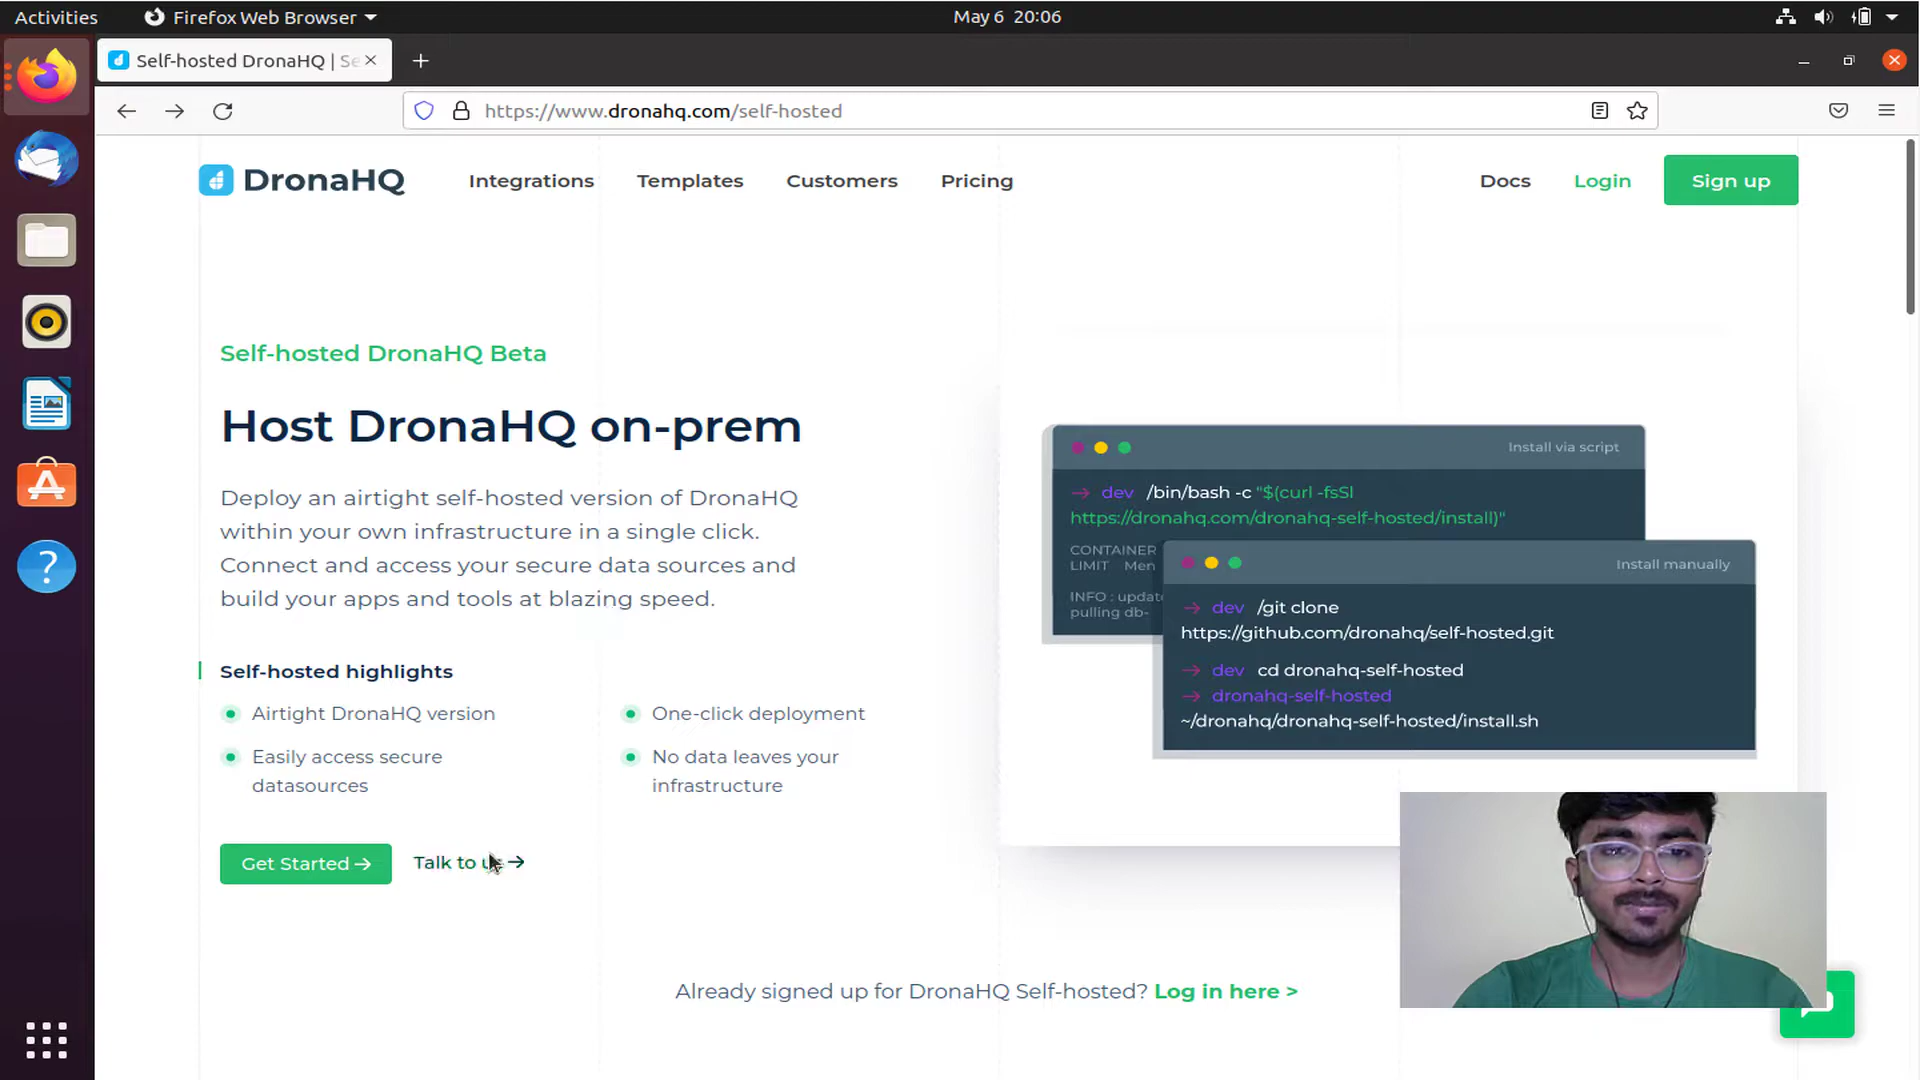 Activities
Firefox Web Browser
May 6 20:06
Self-hosted DronaHQ | Se
https://www.dronahq.com/self-hosted
DronaHQ
Integrations
Templates
Customers
Pricing
Docs
Login
Sign up
Self-hosted DronaHQ Beta
Host DronaHQ on-prem
Deploy an airtight self-hosted version of DronaHQ
within your own infrastructure in a single click.
Connect and access your secure data sources and
build your apps and tools at blazing speed.
Self-hosted highlights
Airtight DronaHQ version
One-click deployment
Easily access secure
datasources
No data leaves your
infrastructure
Get Started →
Talk to us →
Install via script
→ dev /bin/bash -c "$(curl -fsSl
https://dronahq.com/dronahq-self-hosted/install)"
CONTAINER
LIMIT Men
INFO : update
pulling db-
Install manually
→ dev /git clone
https://github.com/dronahq/self-hosted.git
→ dev cd dronahq-self-hosted
→ dronahq-self-hosted
~/dronahq/dronahq-self-hosted/install.sh
Already signed up for DronaHQ Self-hosted? Log in here >